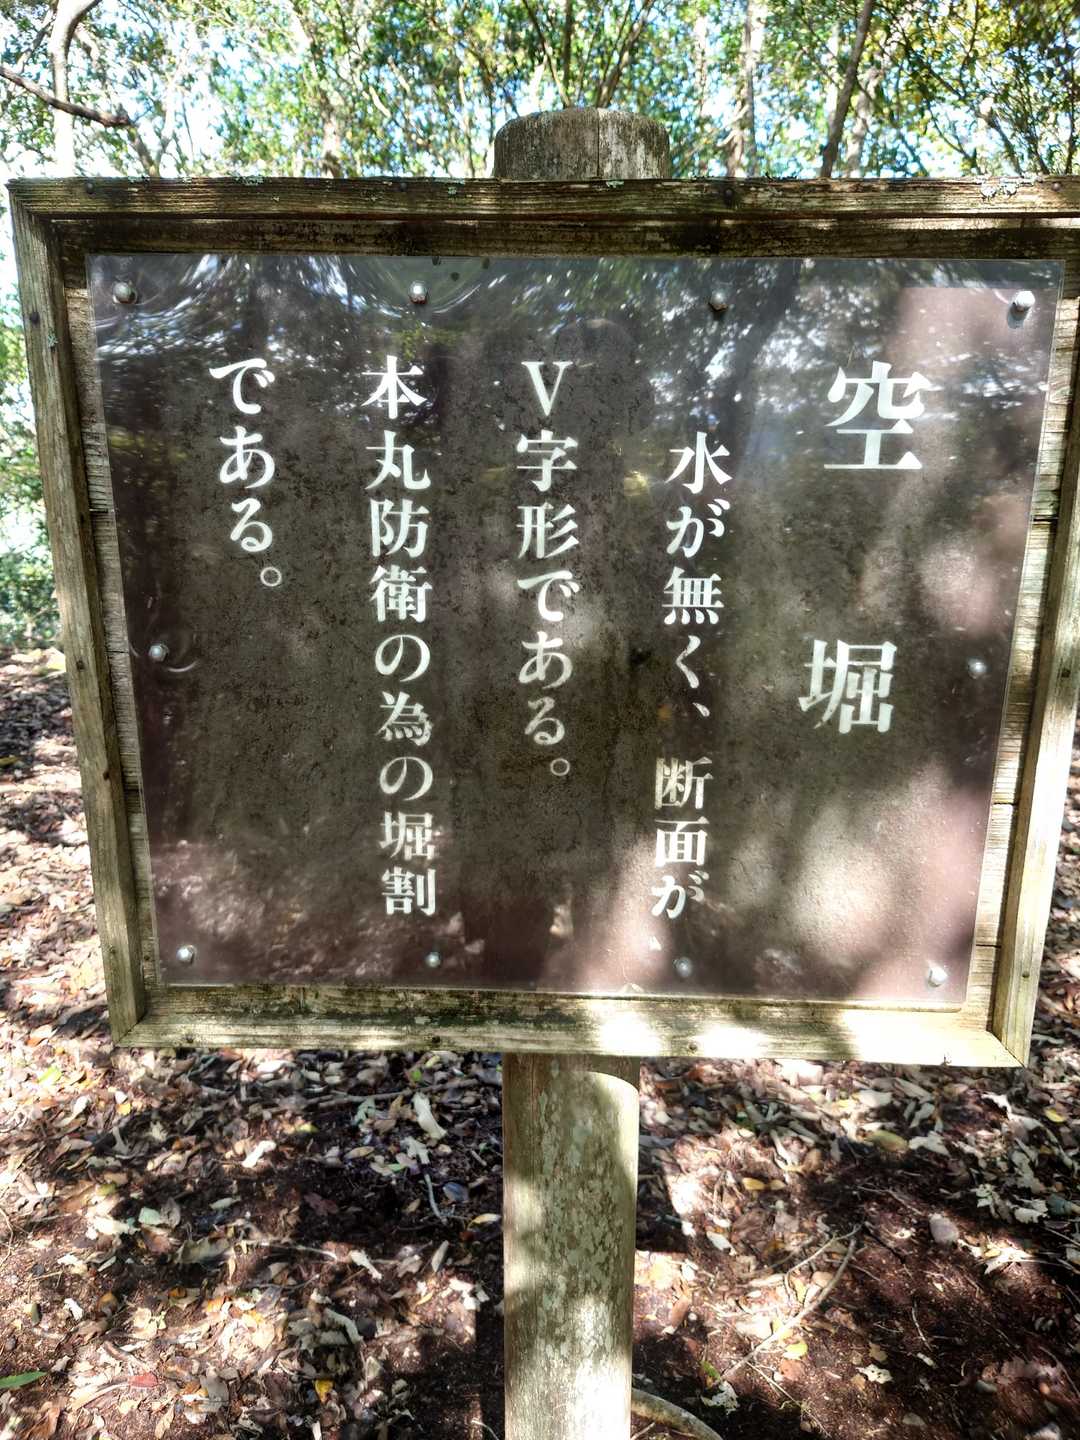 空堀
水が無く、断面が
V字形である。
本丸防衛の為の堀割
である。